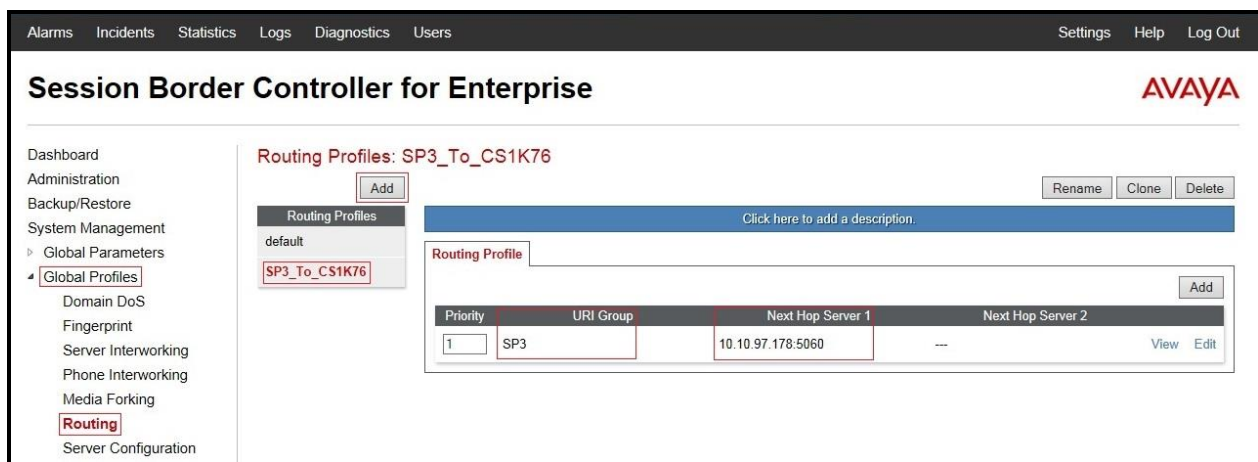 Alarms Incidents Statistics Logs Diagnostics Users Settings Help Log Out
Session Border Controller for Enterprise
AVAYA
Dashboard
Administration
Backup/Restore
System Management
Global Parameters
Global Profiles
Domain DoS
Fingerprint
Server Interworking
Phone Interworking
Media Forking
Routing
Server Configuration
Routing Profiles: SP3_To_CS1K76
Add
Rename Clone Delete
Routing Profiles
default
SP3_To_CS1K76
Click here to add a description.
Routing Profile
Add
Priority URI Group Next Hop Server 1 Next Hop Server 2
1 SP3 10.10.97.178:5060 --- View Edit